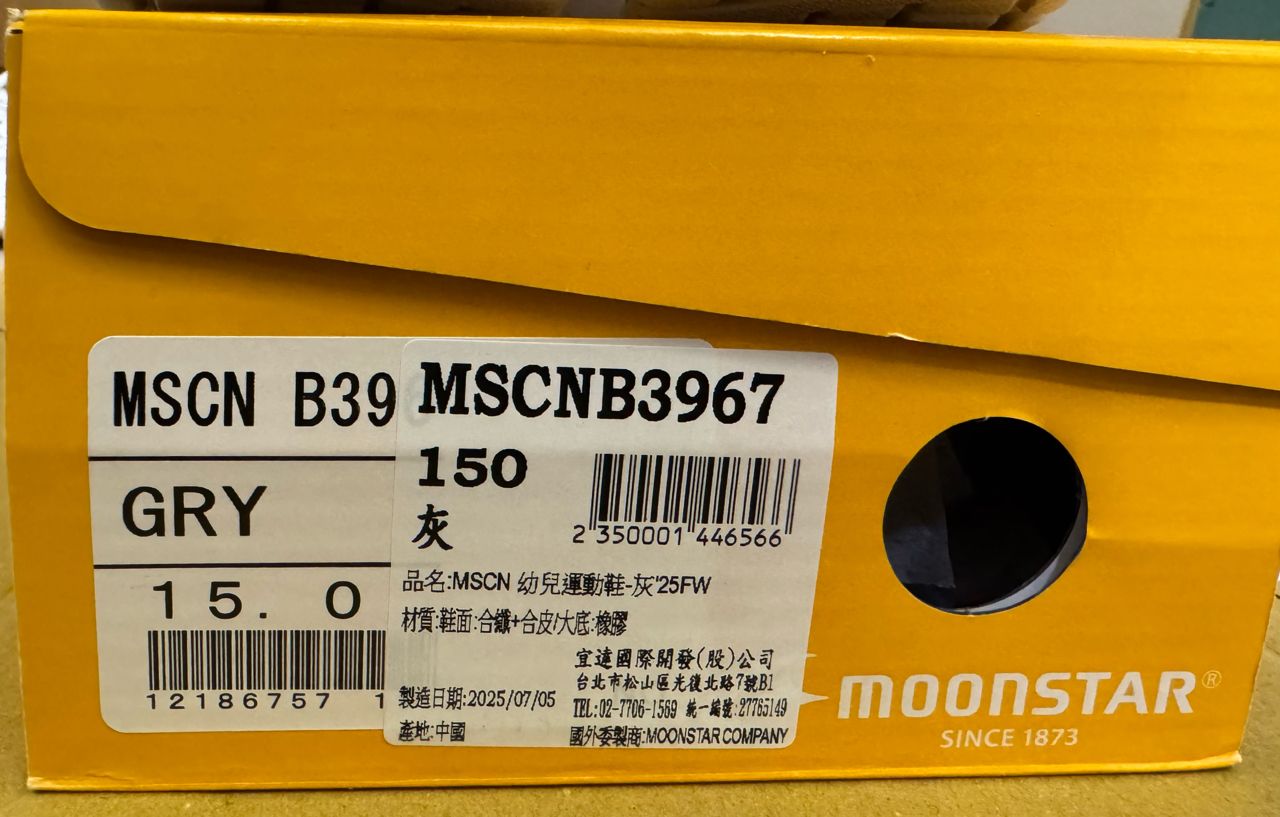 MSCN B39
GRY
15. 0
12186757 1
MSCNB3967
150
灰
2 350001 446566
品名:MSCN 幼兒運動鞋-灰'25FW
材質:鞋面:合纖+合皮/大底:橡膠
宜達國際開發(股)公司
台北市松山區光復北路7號B1
製造日期:2025/07/05
TEL:02-7706-1569 統一編號:27765149
產地:中國
國外委製商:MOONSTAR COMPANY
MOONSTAR®
SINCE 1873